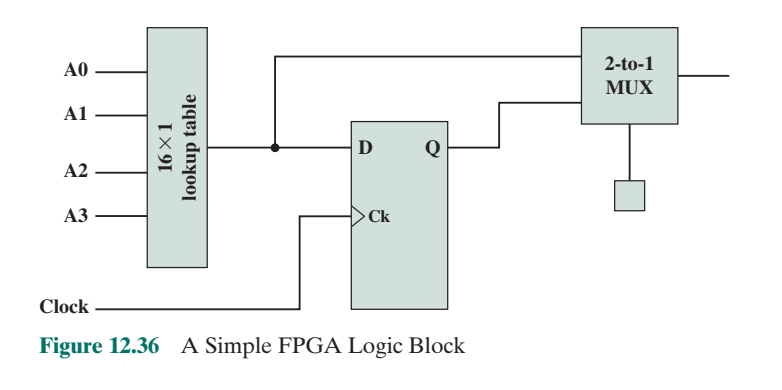 A0
A1
A2
A3
16 × 1
lookup table
D
Q
Ck
2-to-1
MUX
Clock
Figure 12.36 A Simple FPGA Logic Block